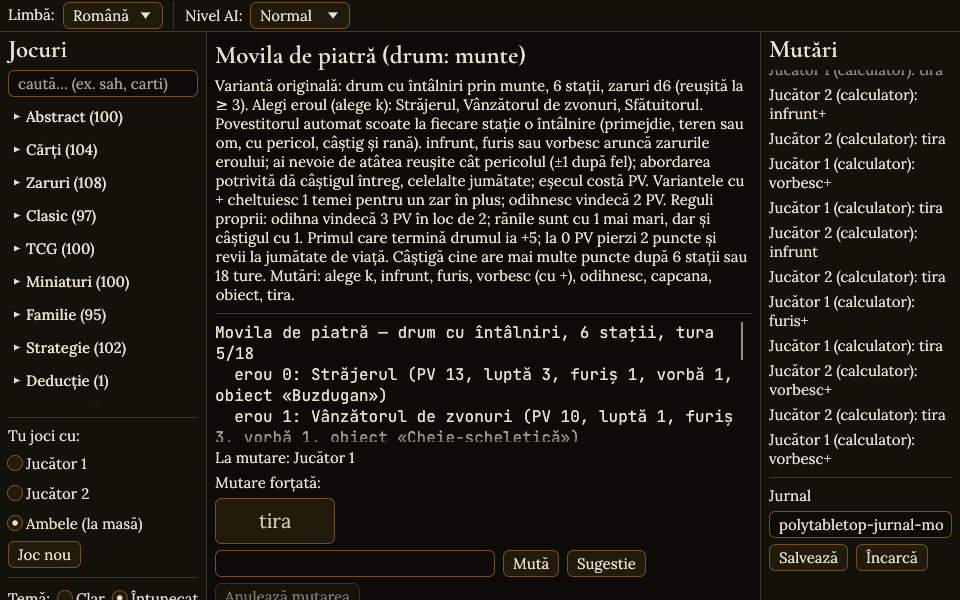 Limbă: Română Nivel AI: Normal
Jocuri
caută... (ex. sah, carti)
Abstract (100)
Cărți (104)
Zaruri (108)
Clasic (97)
TCG (100)
Miniaturi (100)
Familie (95)
Strategie (102)
Deducție (1)
Tu joci cu:
Jucător 1
Jucător 2
Ambele (la masă)
Joc nou
Temă: Clar Întunecat
Movila de piatră (drum: munte)
Variantă originală: drum cu întâlniri prin munte, 6 stații, zaruri d6 (reușită la
≥ 3). Alegi eroul (alege k): Străjerul, Vânzătorul de zvonuri, Sfătuitorul.
Povestitorul automat scoate la fiecare stație o întâlnire (primejdie, teren sau
om, cu pericol, câștig și rană). infrunt, furis sau vorbesc aruncă zarurile
eroului; ai nevoie de atâtea reușite cât pericolul (±1 după fel); abordarea
potrivită dă câștigul întreg, celelalte jumătate; eșecul costă PV. Variantele cu
+ cheltuiesc 1 temei pentru un zar în plus; odihnesc vindecă 2 PV. Reguli
proprii: odihna vindecă 3 PV în loc de 2; rănile sunt cu 1 mai mari, dar și
câștigul cu 1. Primul care termină drumul ia +5; la 0 PV pierzi 2 puncte și
revii la jumătate de viață. Câștigă cine are mai multe puncte după 6 stații sau
18 ture. Mutări: alege k, infrunt, furis, vorbesc (cu +), odihnesc, capcana,
obiect, tira.
Movila de piatră — drum cu întâlniri, 6 stații, tura
5/18
erou 0: Străjerul (PV 13, luptă 3, furiș 1, vorbă 1,
obiect «Buzdugan»)
erou 1: Vânzătorul de zvonuri (PV 10, luptă 1, furiș
3, vorbă 1, obiect «Cheie-scheletică»)
La mutare: Jucător 1
Mutare forțată:
tira
Mută Sugestie
Anulează mutarea
Mutări
Jucător 1 (calculator): tira
Jucător 2 (calculator):
infrunt+
Jucător 2 (calculator): tira
Jucător 1 (calculator):
vorbesc+
Jucător 1 (calculator): tira
Jucător 2 (calculator):
infrunt
Jucător 2 (calculator): tira
Jucător 1 (calculator):
furis+
Jucător 1 (calculator): tira
Jucător 2 (calculator):
vorbesc+
Jucător 2 (calculator): tira
Jucător 1 (calculator):
vorbesc+
Jurnal
polytabletop-jurnal-mo
Salvează Încarcă